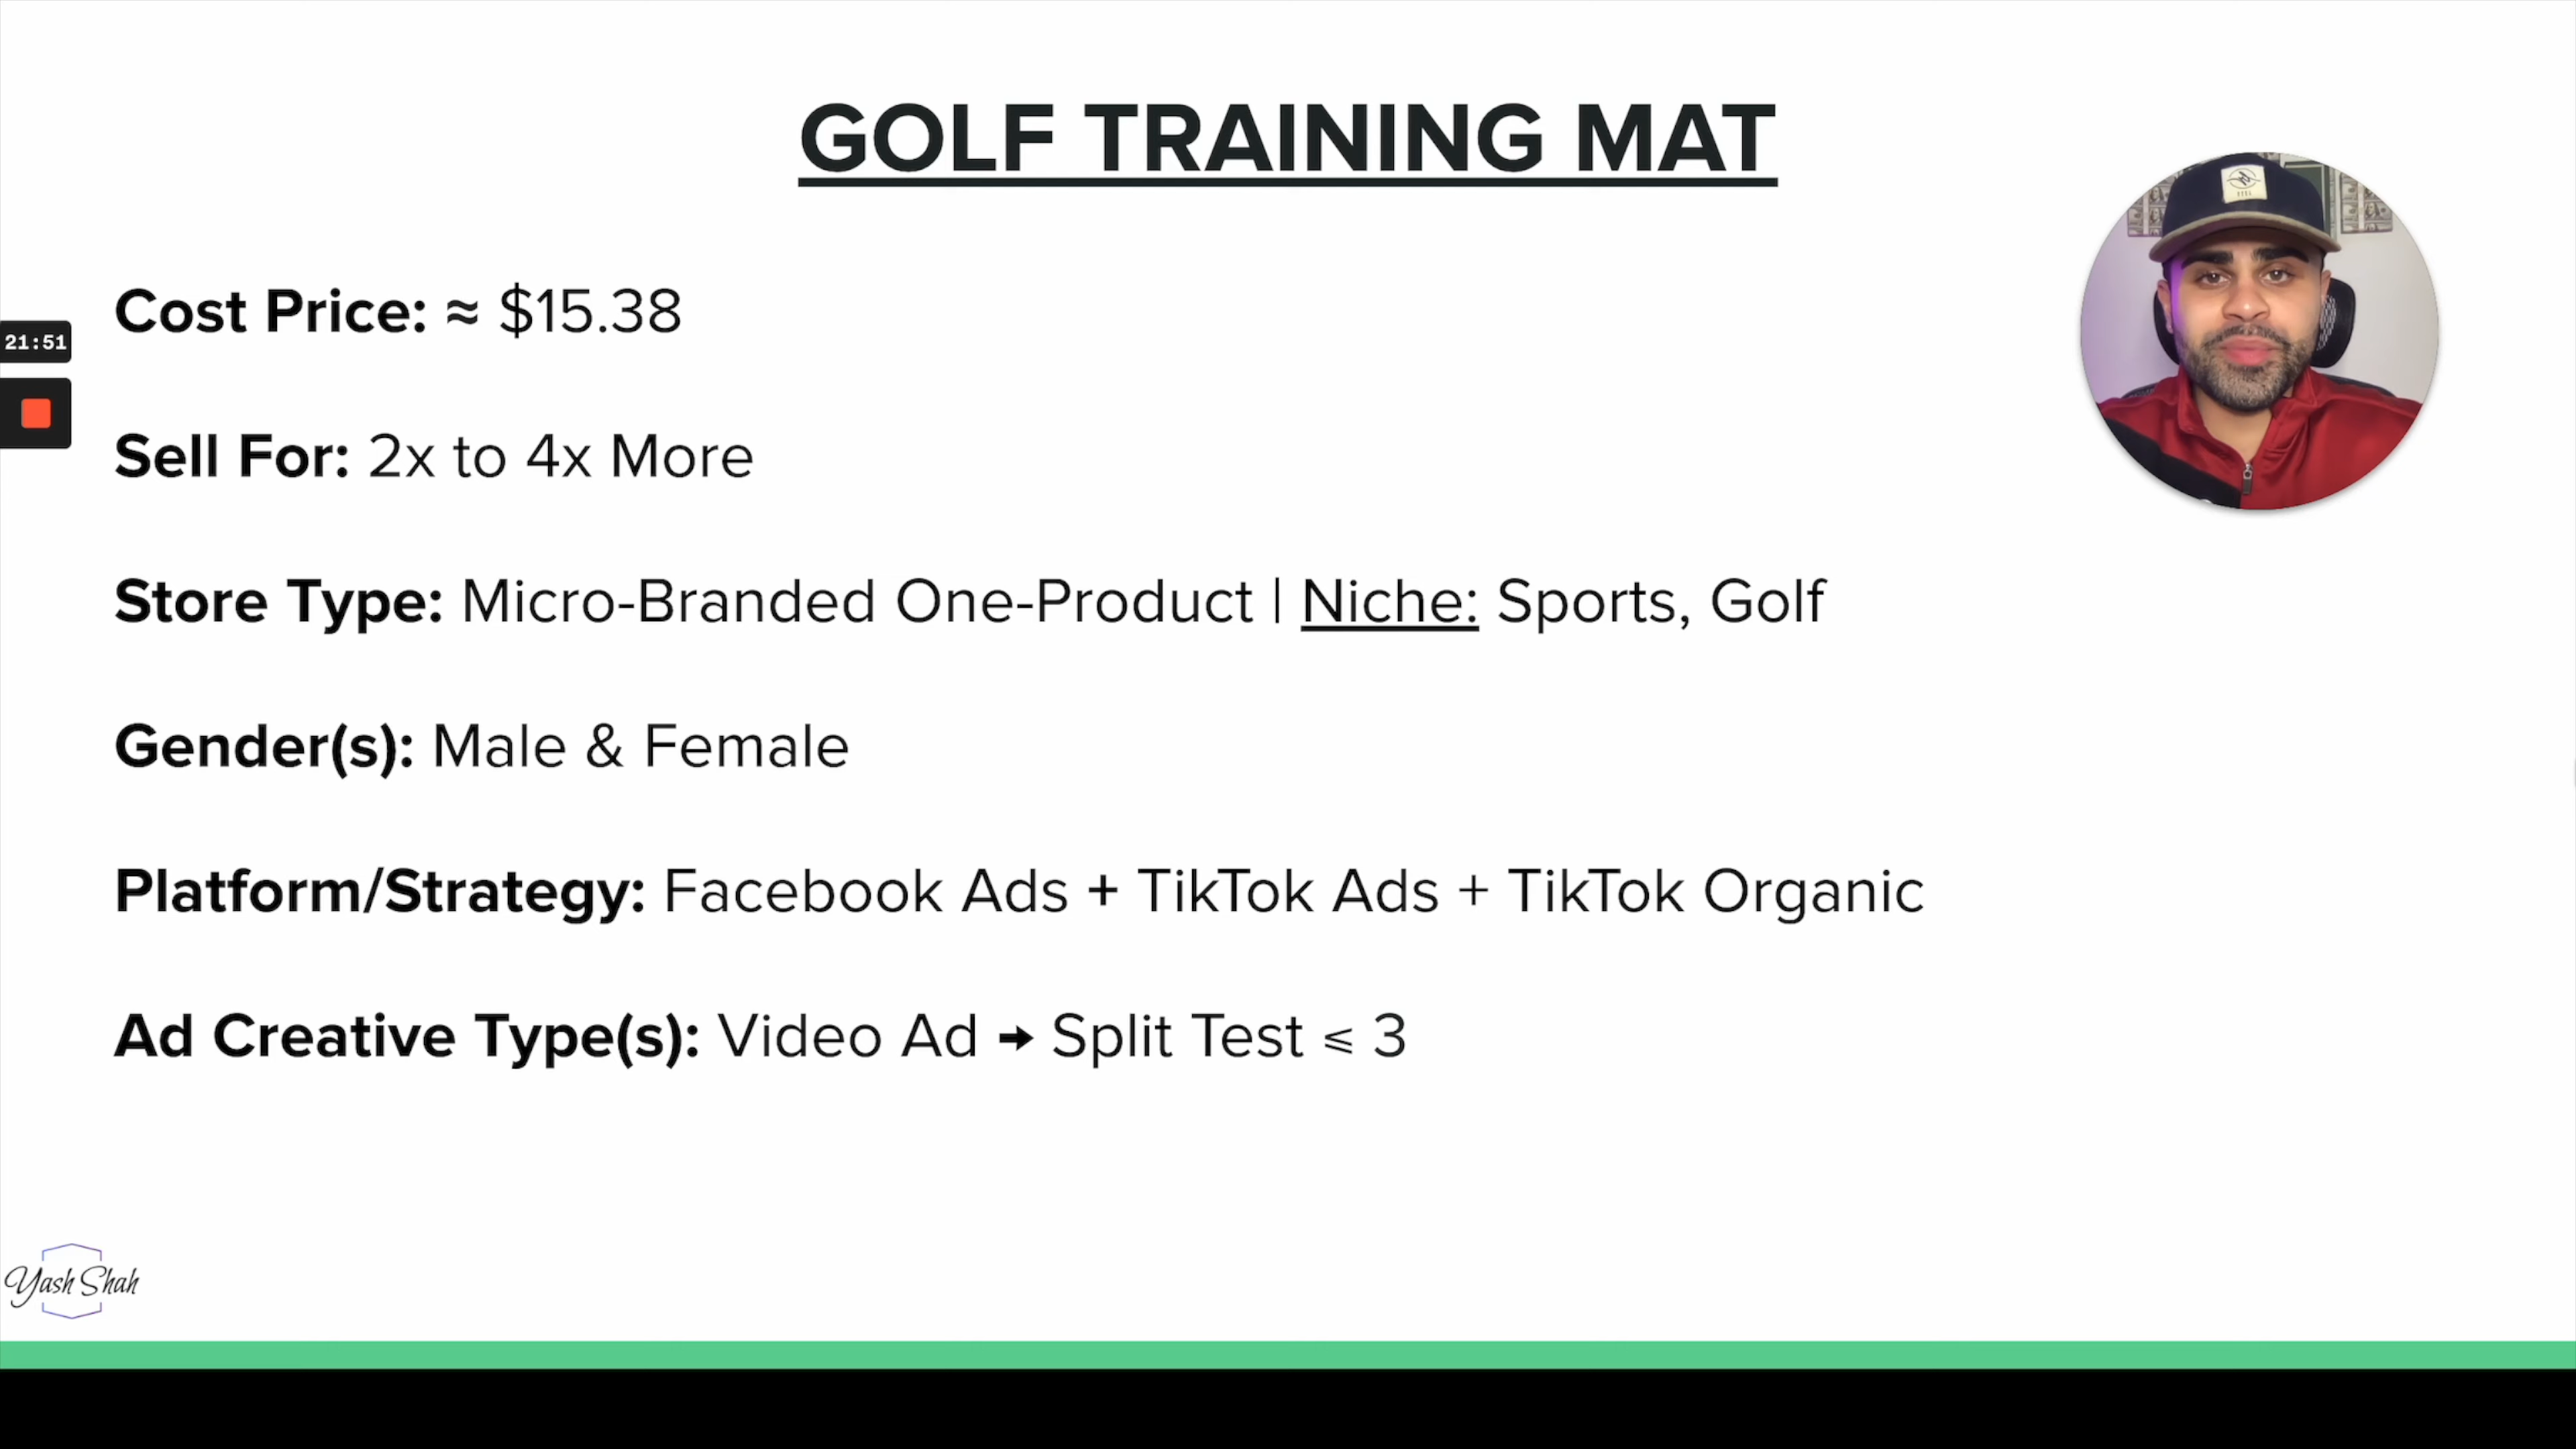 GOLF TRAINING MAT
Cost Price: ≈ $15.38
21:51
Sell For: 2x to 4x More
Store Type: Micro-Branded One-Product | Niche: Sports, Golf
Gender(s): Male & Female
Platform/Strategy: Facebook Ads + TikTok Ads + TikTok Organic
Ad Creative Type(s): Video Ad → Split Test ⩽ 3
Yash Shah